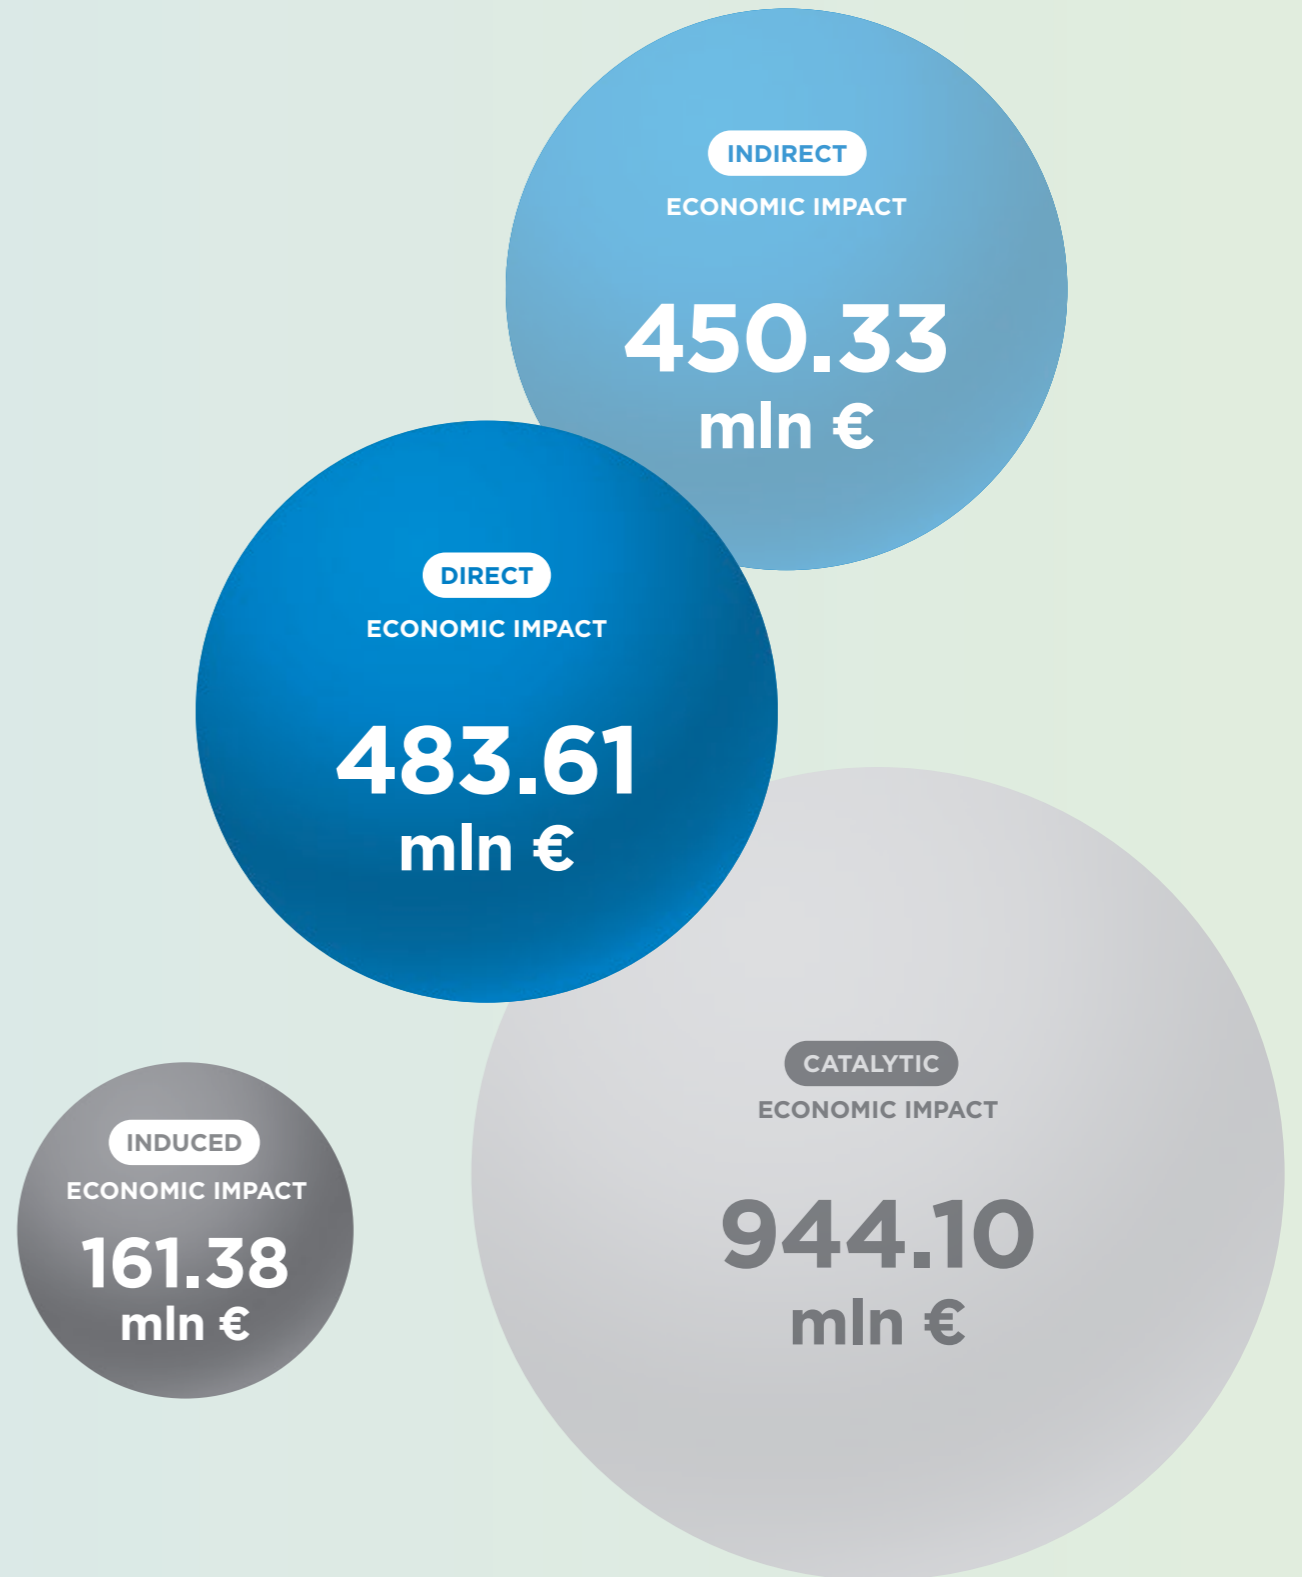 INDIRECT
ECONOMIC IMPACT
450.33
mln €
DIRECT
ECONOMIC IMPACT
483.61
mln €
CATALYTIC
ECONOMIC IMPACT
944.10
mln €
INDUCED
ECONOMIC IMPACT
161.38
mln €